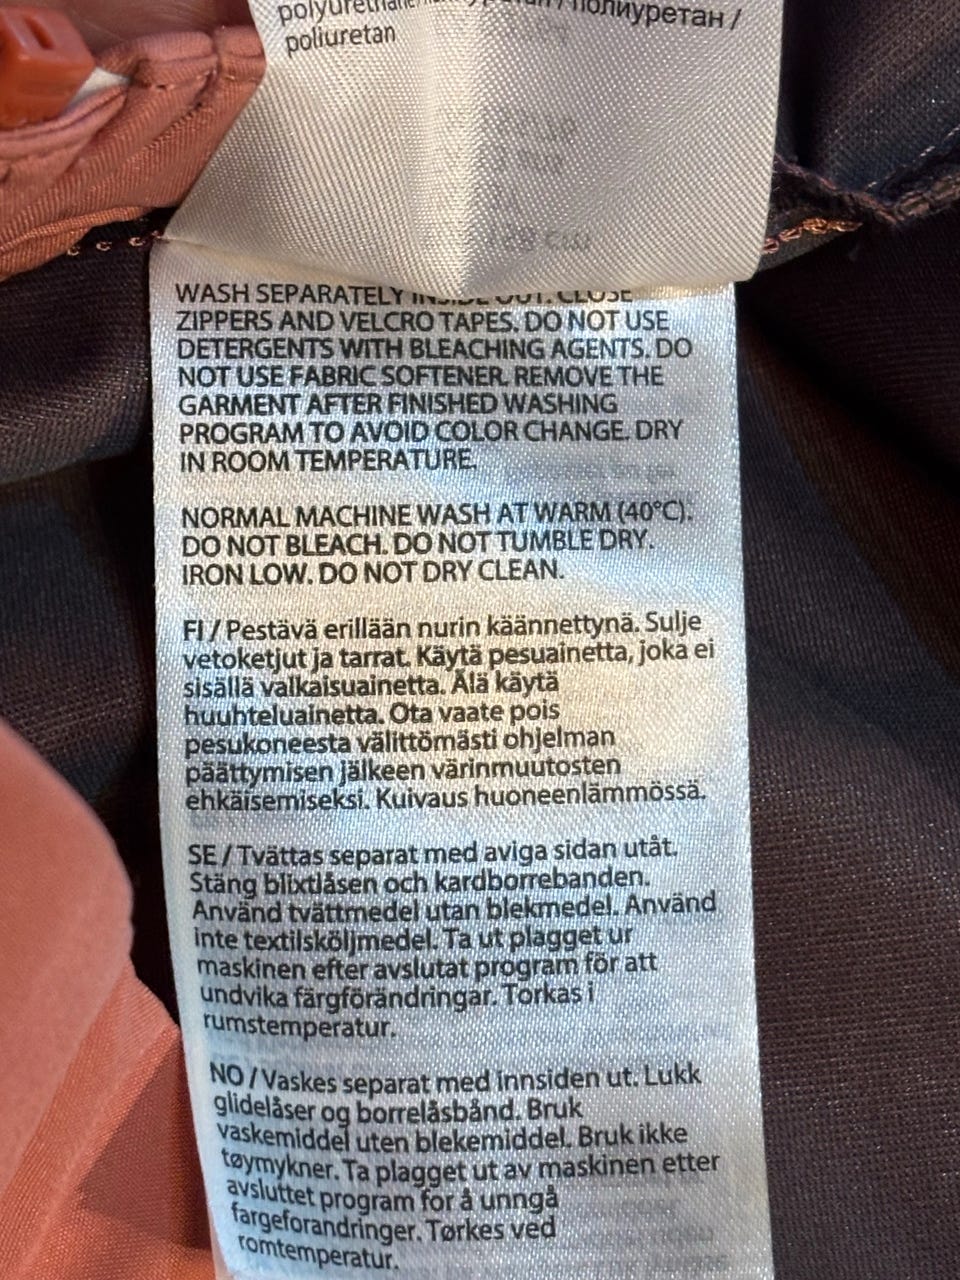 полиуретан /
poliuretan
WASH SEPARATELY INSIDE OUT. CLOSE
ZIPPERS AND VELCRO TAPES. DO NOT USE
DETERGENTS WITH BLEACHING AGENTS. DO
NOT USE FABRIC SOFTENER. REMOVE THE
GARMENT AFTER FINISHED WASHING
PROGRAM TO AVOID COLOR CHANGE. DRY
IN ROOM TEMPERATURE.
NORMAL MACHINE WASH AT WARM (40°C).
DO NOT BLEACH. DO NOT TUMBLE DRY.
IRON LOW. DO NOT DRY CLEAN.
FI / Pestävä erillään nurin käännettynä. Sulje
vetoketjut ja tarrat. Käytä pesuainetta, joka ei
sisällä valkaisuainetta. Älä käytä
huuhteluainetta. Ota vaate pois
pesukoneesta välittömästi ohjelman
päättymisen jälkeen värinmuutosten
ehkäisemiseksi. Kuivaus huoneenlämmössä.
SE / Tvättas separat med aviga sidan utåt.
Stäng blixtlåsen och kardborrebanden.
Använd tvättmedel utan blekmedel. Använd
inte textilsköljmedel. Ta ut plagget ur
maskinen efter avslutat program för att
undvika färgförändringar. Torkas i
rumstemperatur.
NO / Vaskes separat med innsiden ut. Lukk
glidelåser og borrelåsbånd. Bruk
vaskemiddel uten blekemiddel. Bruk ikke
tøymykner. Ta plagget ut av maskinen etter
avsluttet program for å unngå
fargeforandringer. Tørkes ved
romtemperatur.